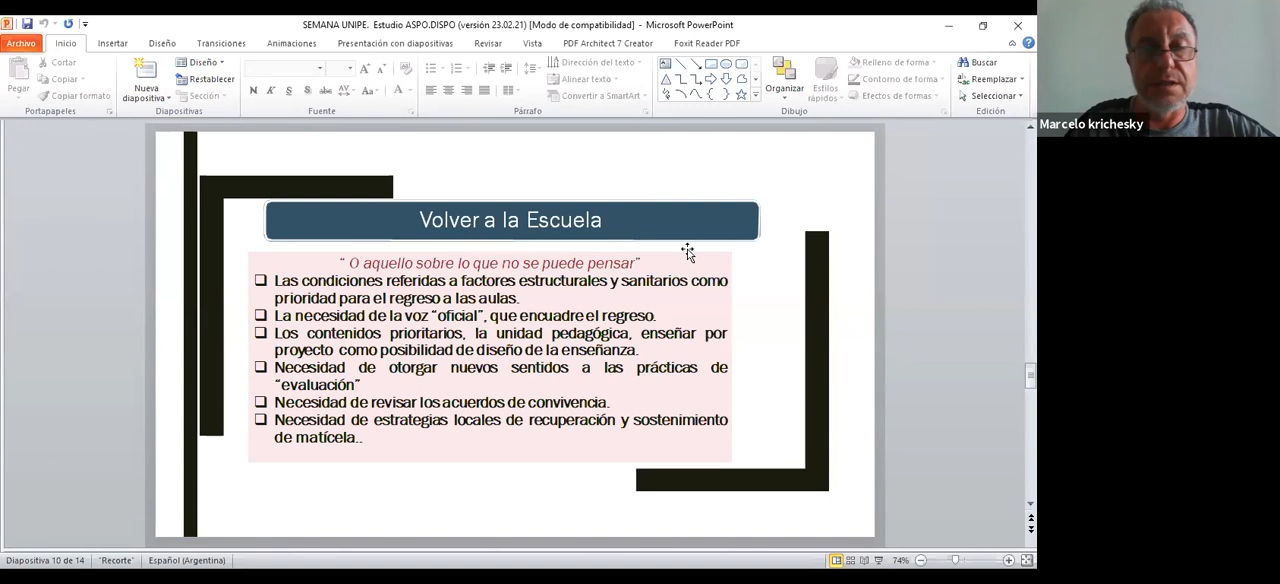 SEMANA UNIPE. Estudio ASPO.DISPO (versión 23.02.21) [Modo de compatibilidad] - Microsoft PowerPoint
Archivo Inicio Insertar Diseño Transiciones Animaciones Presentación con diapositivas Revisar Vista PDF Architect 7 Creator Foxit Reader PDF
Pegar
Cortar
Copiar
Copiar formato
Portapapeles
Nueva
diapositiva
Diseño
Restablecer
Sección
Diapositivas
N K S S abc AV Aa A
Fuente
Dirección del texto
Alinear texto
Convertir a SmartArt
Párrafo
Organizar
Estilos
rápidos
Relleno de forma
Contorno de forma
Efectos de formas
Dibujo
Buscar
Reemplazar
Seleccionar
Edición
Marcelo krichesky
Volver a la Escuela
“ O aquello sobre lo que no se puede pensar”
Las condiciones referidas a factores estructurales y sanitarios como
prioridad para el regreso a las aulas.
La necesidad de la voz “oficial”, que encuadre el regreso.
Los contenidos prioritarios, la unidad pedagógica, enseñar por
proyecto como posibilidad de diseño de la enseñanza.
Necesidad de otorgar nuevos sentidos a las prácticas de
“evaluación”
Necesidad de revisar los acuerdos de convivencia.
Necesidad de estrategias locales de recuperación y sostenimiento
de matícela..
Diapositiva 10 de 14 "Recorte" Español (Argentina) 74%